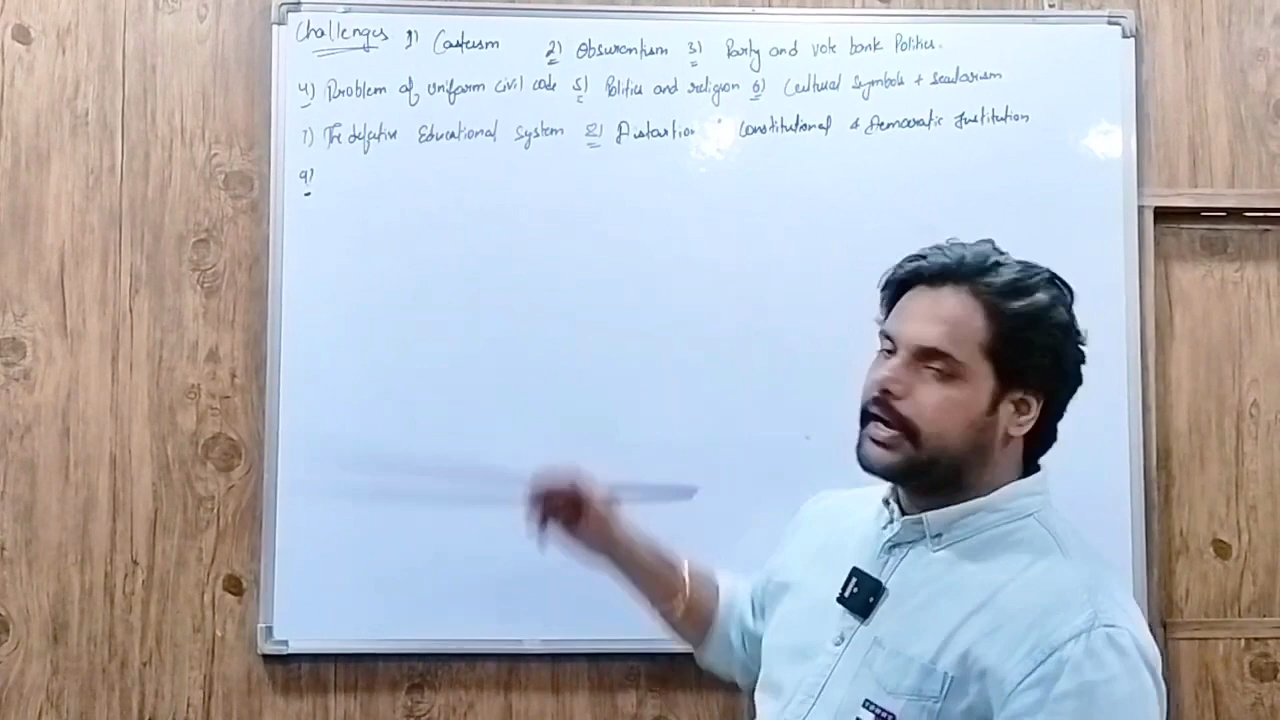 Challenges 1) Casteism 2) Obsurantism 3) Party and vote bank Politics.
4) Problem of uniform civil code 5) Politics and religion 6) Cultural Symbols + secularism
7) The defective Educational System 8) Distortion Constitutional & Democratic Institution
9)